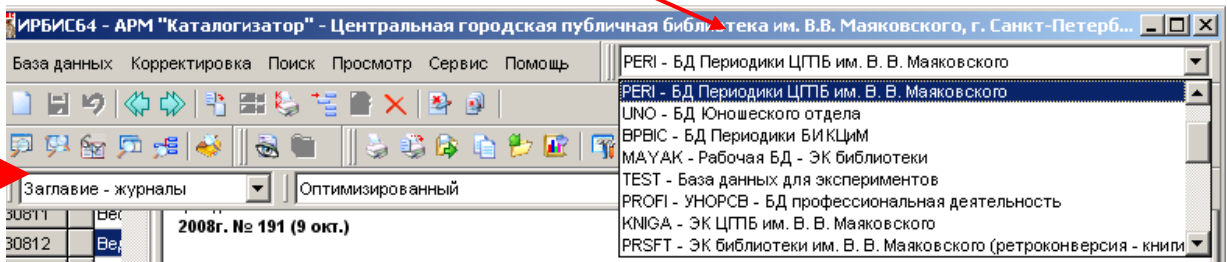 ИРБИС64 - АРМ "Каталогизатор" - Центральная городская публичная библиотека им. В.В. Маяковского, г. Санкт-Петерб...
База данных Корректировка Поиск Просмотр Сервис Помощь
PERI - БД Периодики ЦГПБ им. В. В. Маяковского
PERI - БД Периодики ЦГПБ им. В. В. Маяковского
UNO - БД Юношеского отдела
BPBIC - БД Периодики БИКЦиМ
MAYAK - Рабочая БД - ЭК библиотеки
TEST - База данных для экспериментов
PROFI - УНОРСВ - БД профессиональная деятельность
KNIGA - ЭК ЦГПБ им. В. В. Маяковского
PRSFT - ЭК библиотеки им. В. В. Маяковского (ретроконверсия - книги
Заглавие - журналы
Оптимизированный
30811 Вес
2008г. № 191 (9 окт.)
30812 Вед